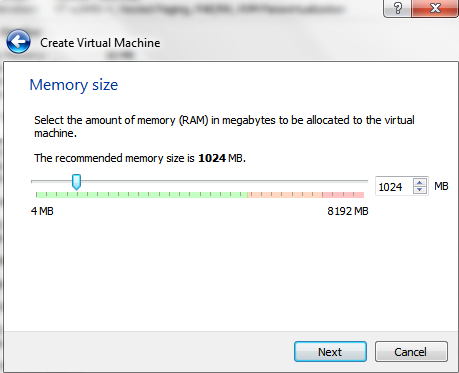 Create Virtual Machine
Memory size
Select the amount of memory (RAM) in megabytes to be allocated to the virtual
machine.
The recommended memory size is 1024 MB.
1024 MB
4 MB 8192 MB
Next Cancel